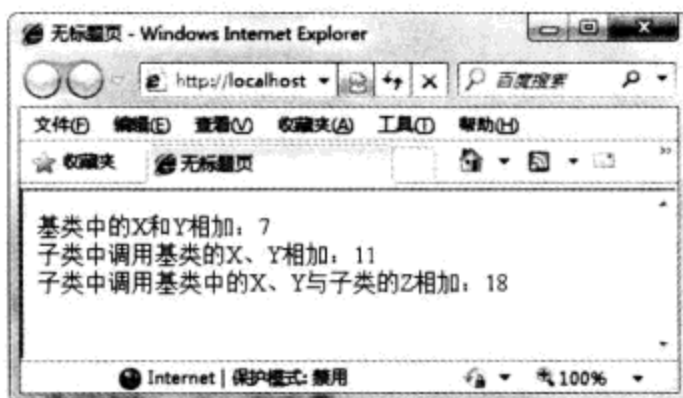 无标题页 - Windows Internet Explorer
http://localhost
百度搜索
文件(F) 编辑(E) 查看(V) 收藏夹(A) 工具(T) 帮助(H)
收藏夹 无标题页
基类中的X和Y相加：7
子类中调用基类的X、Y相加：11
子类中调用基类中的X、Y与子类的Z相加：18
Internet | 保护模式: 禁用
100%